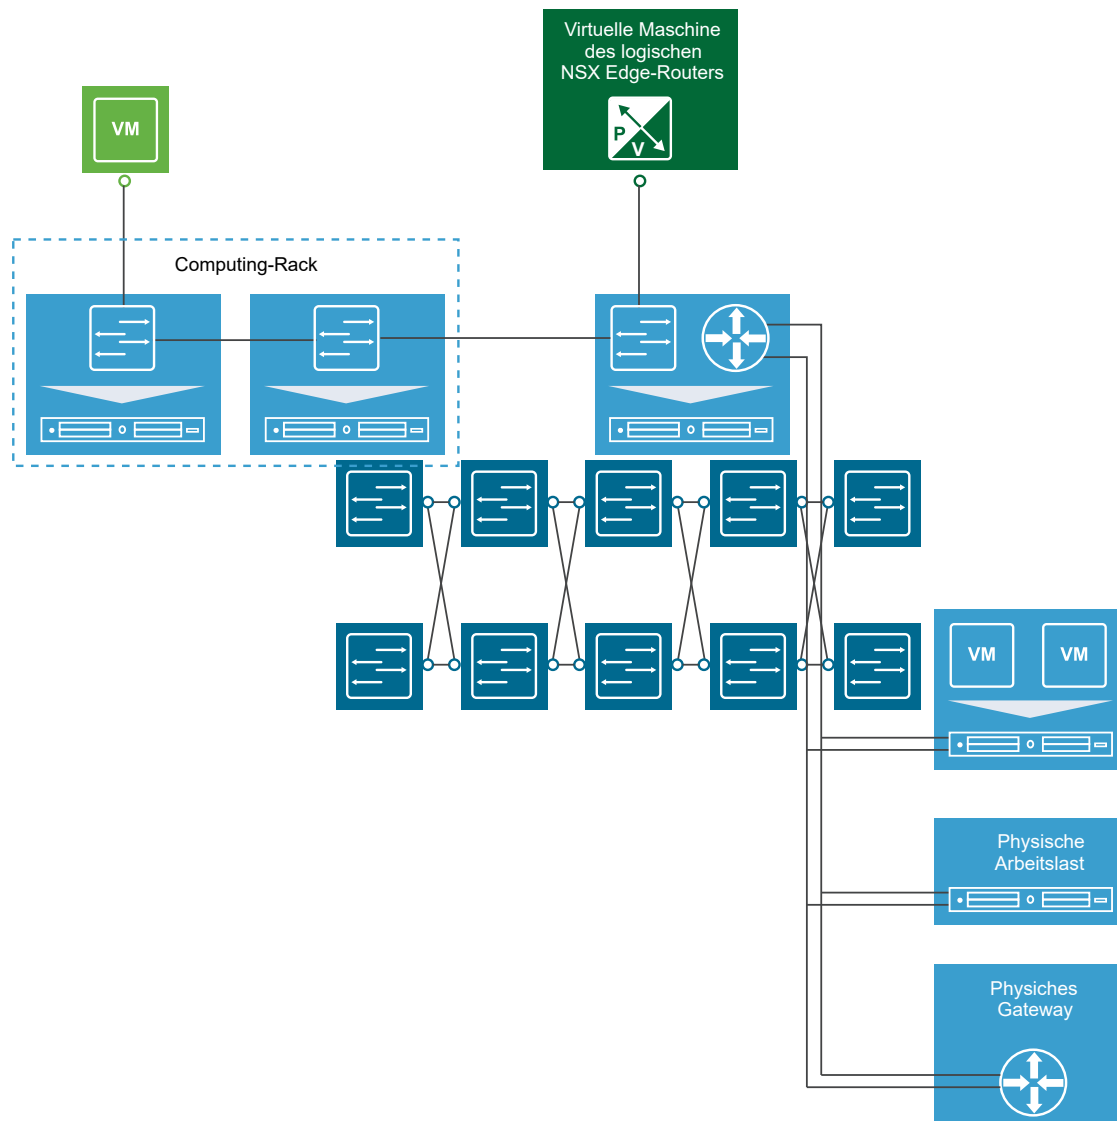 Virtuelle Maschine
des logischen
NSX Edge-Routers
P
V
VM
Computing-Rack
VM
VM
Physische
Arbeitslast
Physiches
Gateway